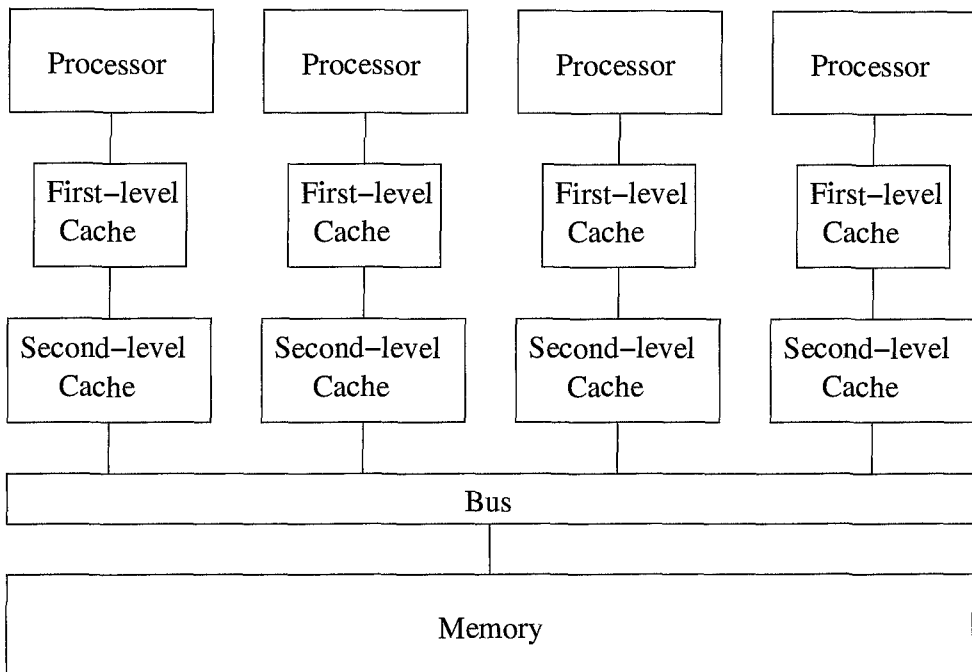 Processor
Processor
Processor
Processor
First-level
Cache
First-level
Cache
First-level
Cache
First-level
Cache
Second-level
Cache
Second-level
Cache
Second-level
Cache
Second-level
Cache
Bus
Memory